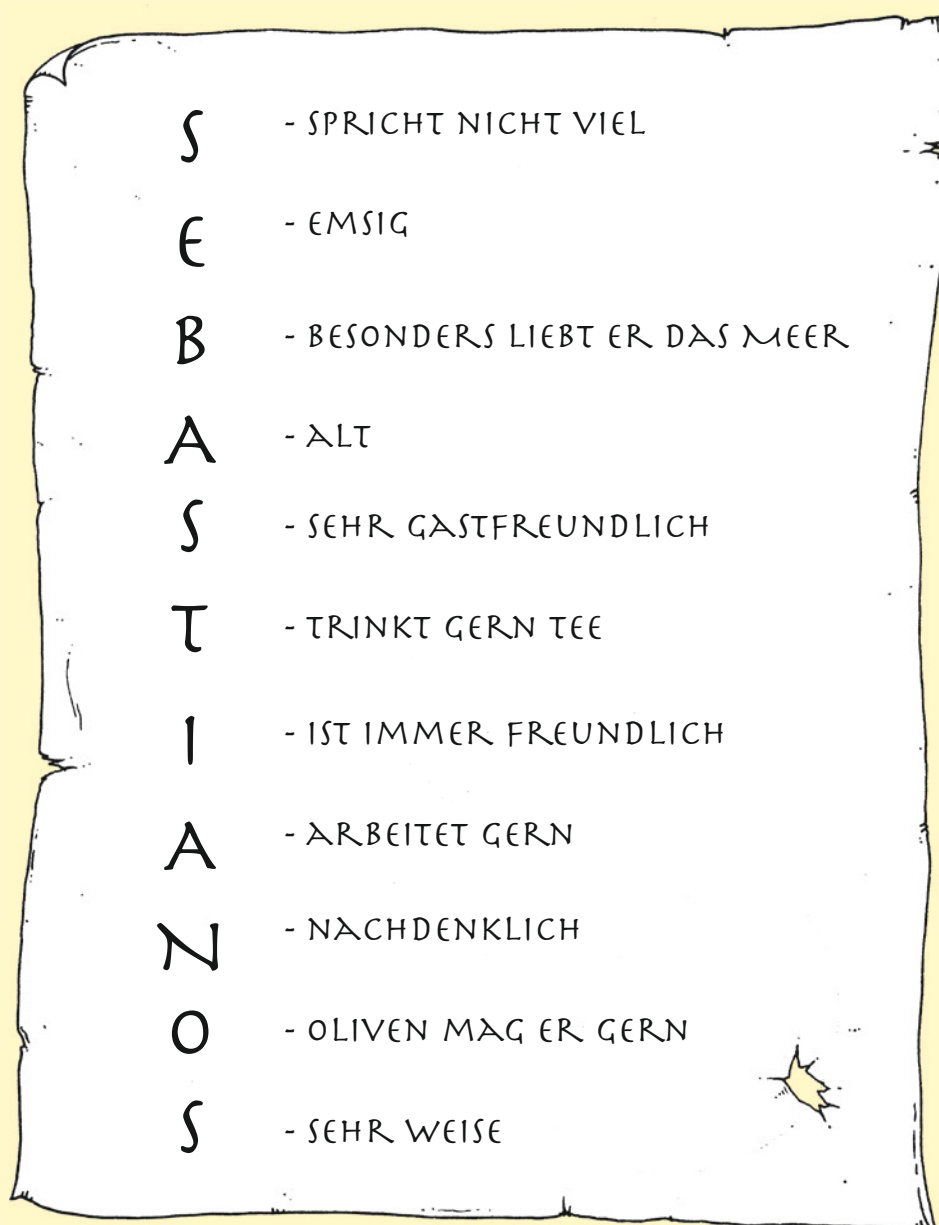 S - SPRICHT NICHT VIEL
E - EMSIG
B - BESONDERS LIEBT ER DAS MEER
A - ALT
S - SEHR GASTFREUNDLICH
T - TRINKT GERN TEE
I - IST IMMER FREUNDLICH
A - ARBEITET GERN
N - NACHDENKLICH
O - OLIVEN MAG ER GERN
S - SEHR WEISE